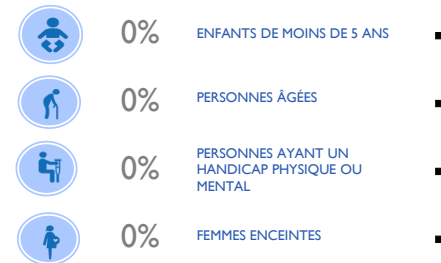 0% ENFANTS DE MOINS DE 5 ANS
0% PERSONNES ÂGÉES
0% PERSONNES AYANT UN
HANDICAP PHYSIQUE OU
MENTAL
0% FEMMES ENCEINTES